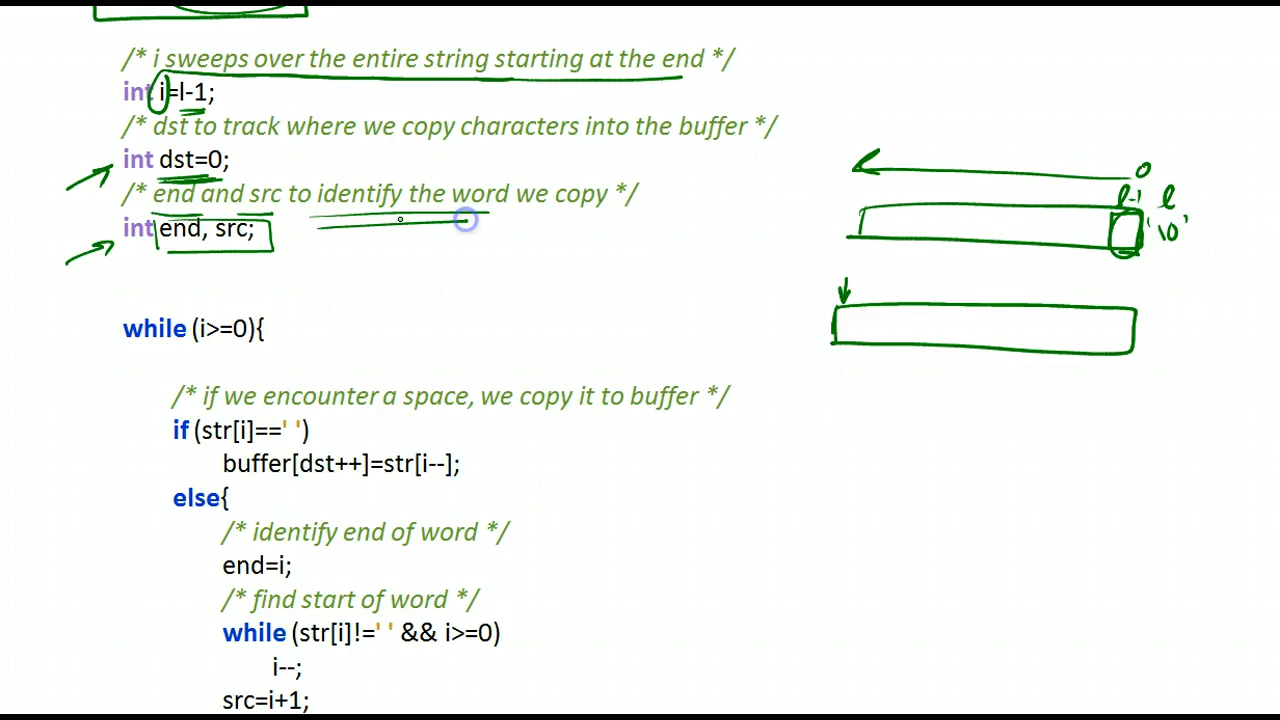 /* i sweeps over the entire string starting at the end */
int i=l-1;
/* dst to track where we copy characters into the buffer */
int dst=0;
/* end and src to identify the word we copy */
int end, src;
0
l-1 l
'\0'
while (i>=0){
/* if we encounter a space, we copy it to buffer */
if (str[i]==' ')
buffer[dst++]=str[i--];
else{
/* identify end of word */
end=i;
/* find start of word */
while (str[i]!=' ' && i>=0)
i--;
src=i+1;